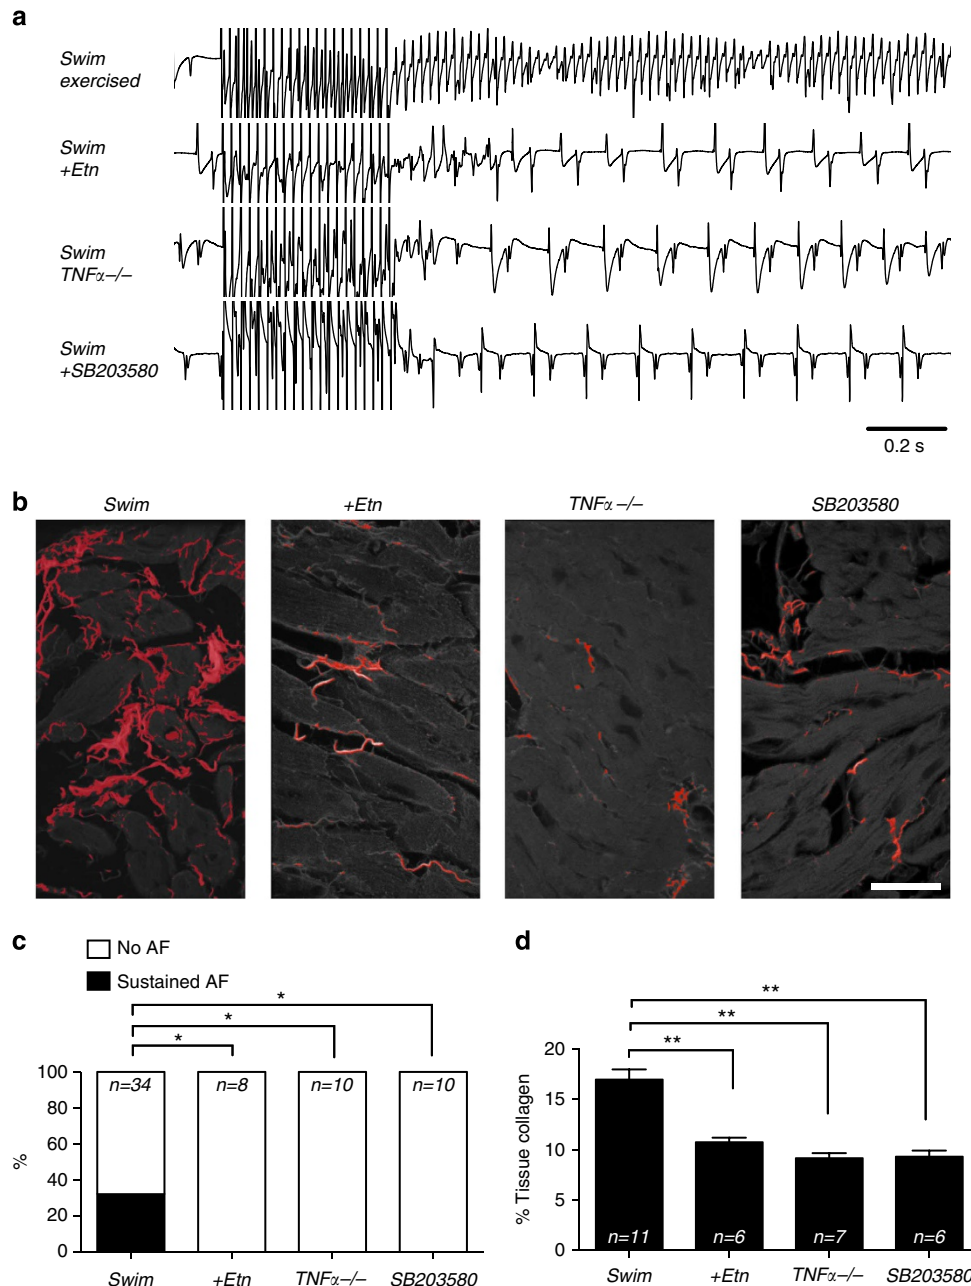 a
Swim
exercised
Swim
+Etn
Swim
TNFα−/−
Swim
+SB203580
0.2 s
b
Swim
+Etn
TNFα −/−
SB203580
c
No AF
Sustained AF
*
*
*
100
80
60
40
20
0
%
n=34
n=8
n=10
n=10
Swim
+Etn
TNFα−/−
SB203580
d
**
**
**
20
15
10
5
0
% Tissue collagen
n=11
n=6
n=7
n=6
Swim
+Etn
TNFα−/−
SB203580